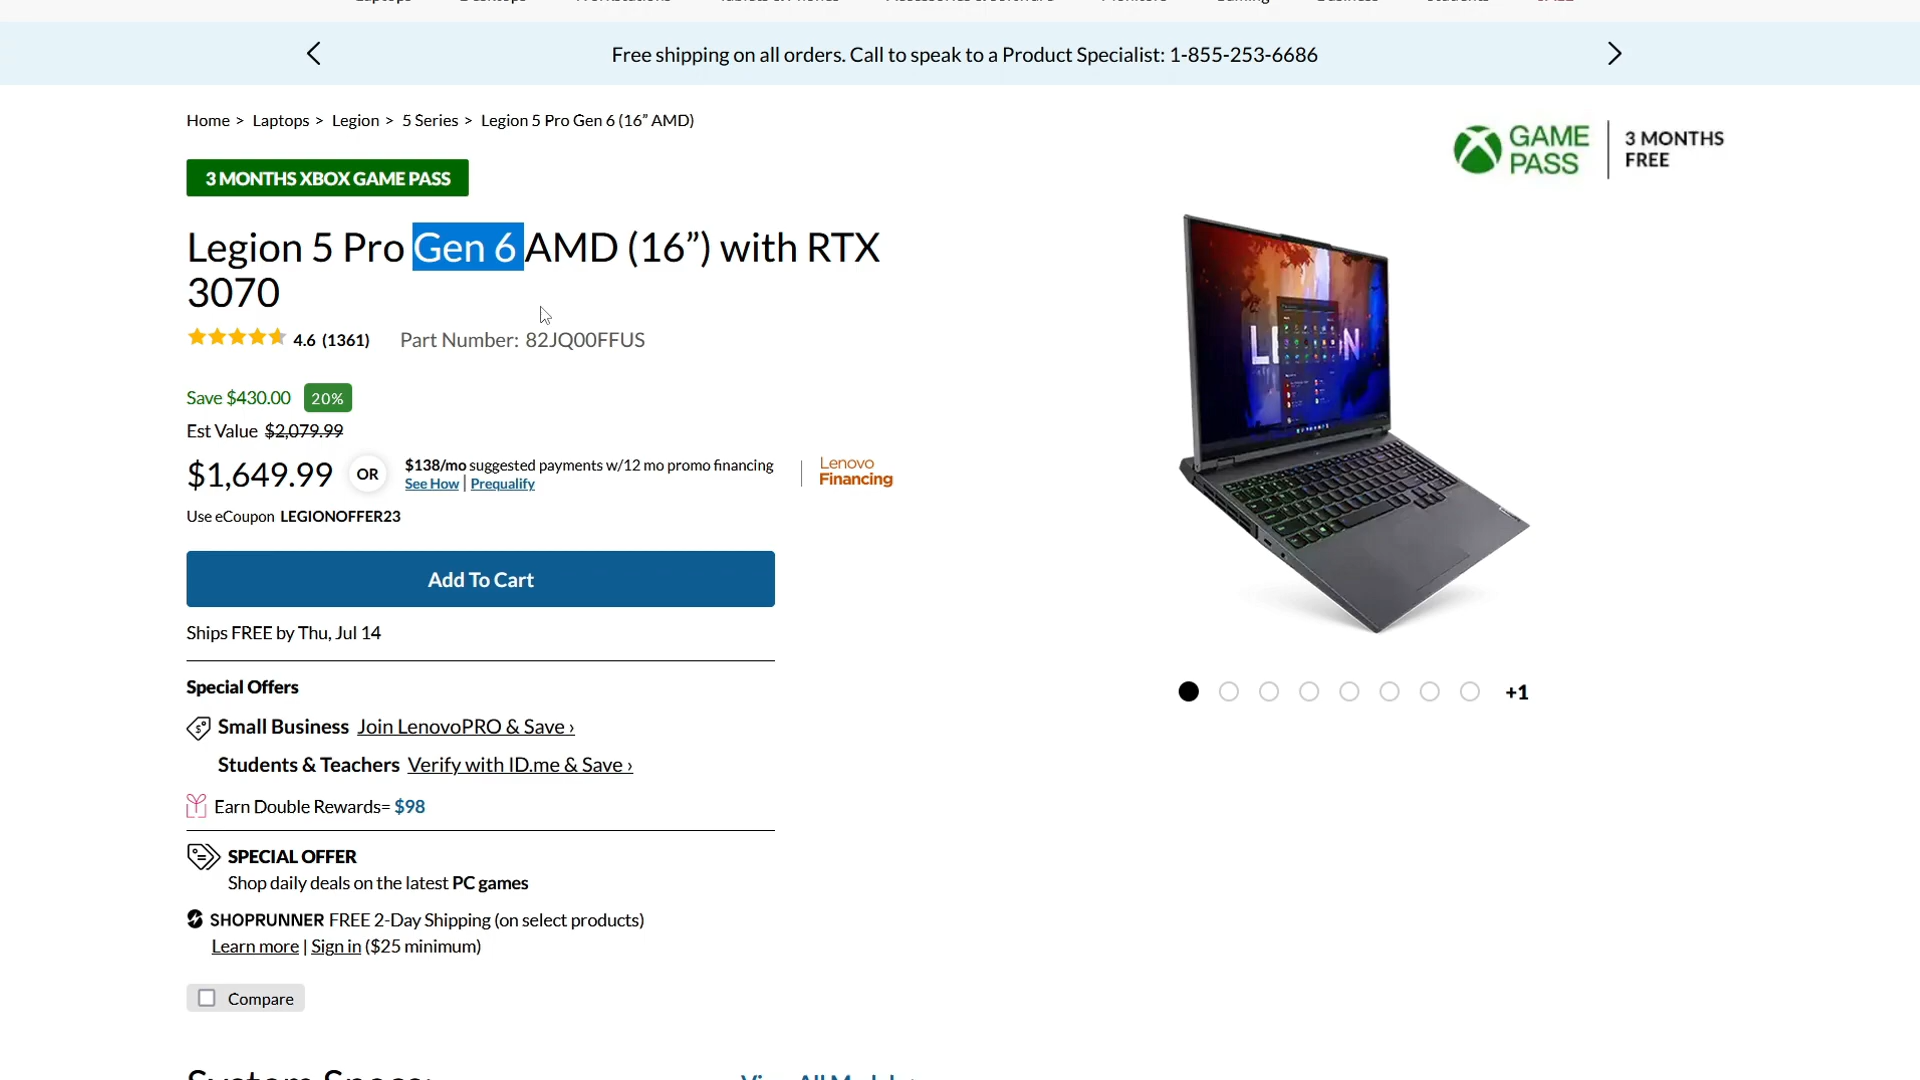 Free shipping on all orders. Call to speak to a Product Specialist: 1-855-253-6686
Home > Laptops > Legion > 5 Series > Legion 5 Pro Gen 6 (16” AMD)
GAME PASS
3 MONTHS FREE
3 MONTHS XBOX GAME PASS
Legion 5 Pro Gen 6 AMD (16”) with RTX
3070
4.6 (1361) Part Number: 82JQ00FFUS
Save $430.00 20%
Est Value $2,079.99
$1,649.99 OR $138/mo suggested payments w/12 mo promo financing
See How | Prequalify
Lenovo
Financing
Use eCoupon LEGIONOFFER23
Add To Cart
Ships FREE by Thu, Jul 14
+1
Special Offers
Small Business Join LenovoPRO & Save ›
Students & Teachers Verify with ID.me & Save ›
Earn Double Rewards= $98
SPECIAL OFFER
Shop daily deals on the latest PC games
SHOPRUNNER FREE 2-Day Shipping (on select products)
Learn more | Sign in ($25 minimum)
Compare